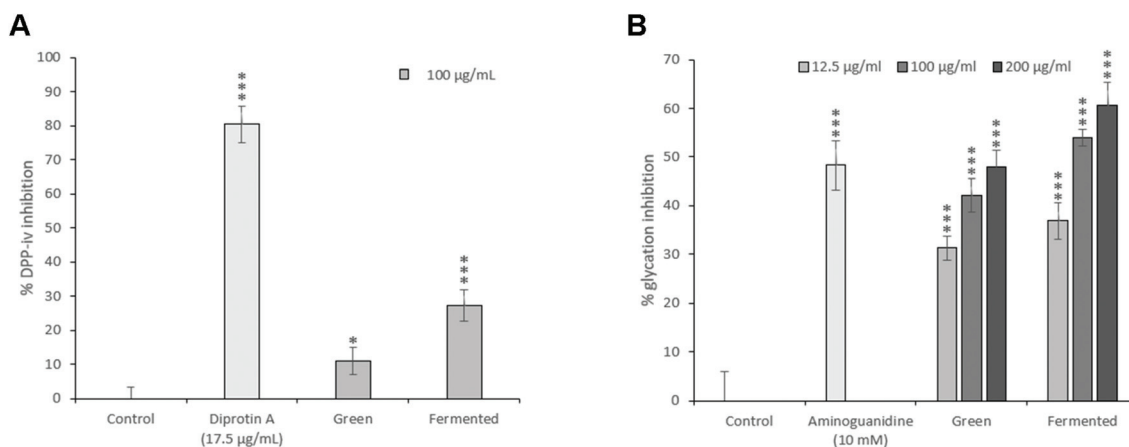 A
% DPP-iv inhibition
100
90
80
70
60
50
40
30
20
10
0
100 µg/mL
***
*
***
Control
Diprotin A
(17.5 µg/mL)
Green
Fermented
B
% glycation inhibition
70
60
50
40
30
20
10
0
12.5 µg/ml
100 µg/ml
200 µg/ml
***
***
***
***
***
***
***
Control
Aminoguanidine
(10 mM)
Green
Fermented